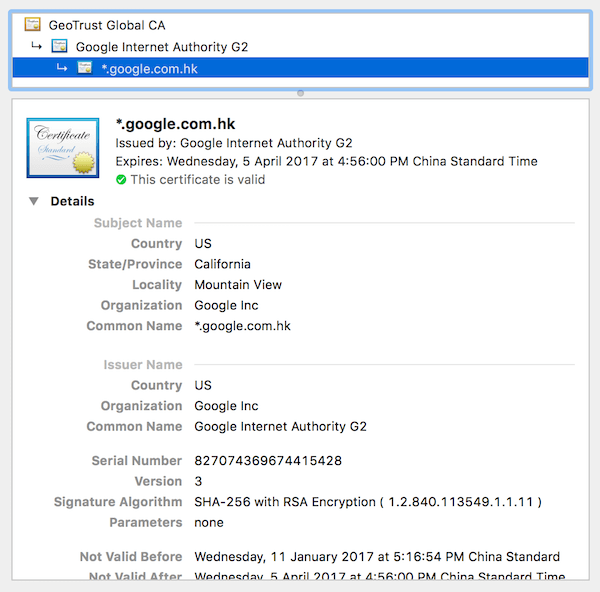 GeoTrust Global CA
Google Internet Authority G2
*.google.com.hk
Certificate
Standard
*.google.com.hk
Issued by: Google Internet Authority G2
Expires: Wednesday, 5 April 2017 at 4:56:00 PM China Standard Time
This certificate is valid
Details
Subject Name
Country US
State/Province California
Locality Mountain View
Organization Google Inc
Common Name *.google.com.hk
Issuer Name
Country US
Organization Google Inc
Common Name Google Internet Authority G2
Serial Number 827074369674415428
Version 3
Signature Algorithm SHA-256 with RSA Encryption ( 1.2.840.113549.1.1.11 )
Parameters none
Not Valid Before Wednesday, 11 January 2017 at 5:16:54 PM China Standard
Not Valid After Wednesday, 5 April 2017 at 4:56:00 PM China Standard Time